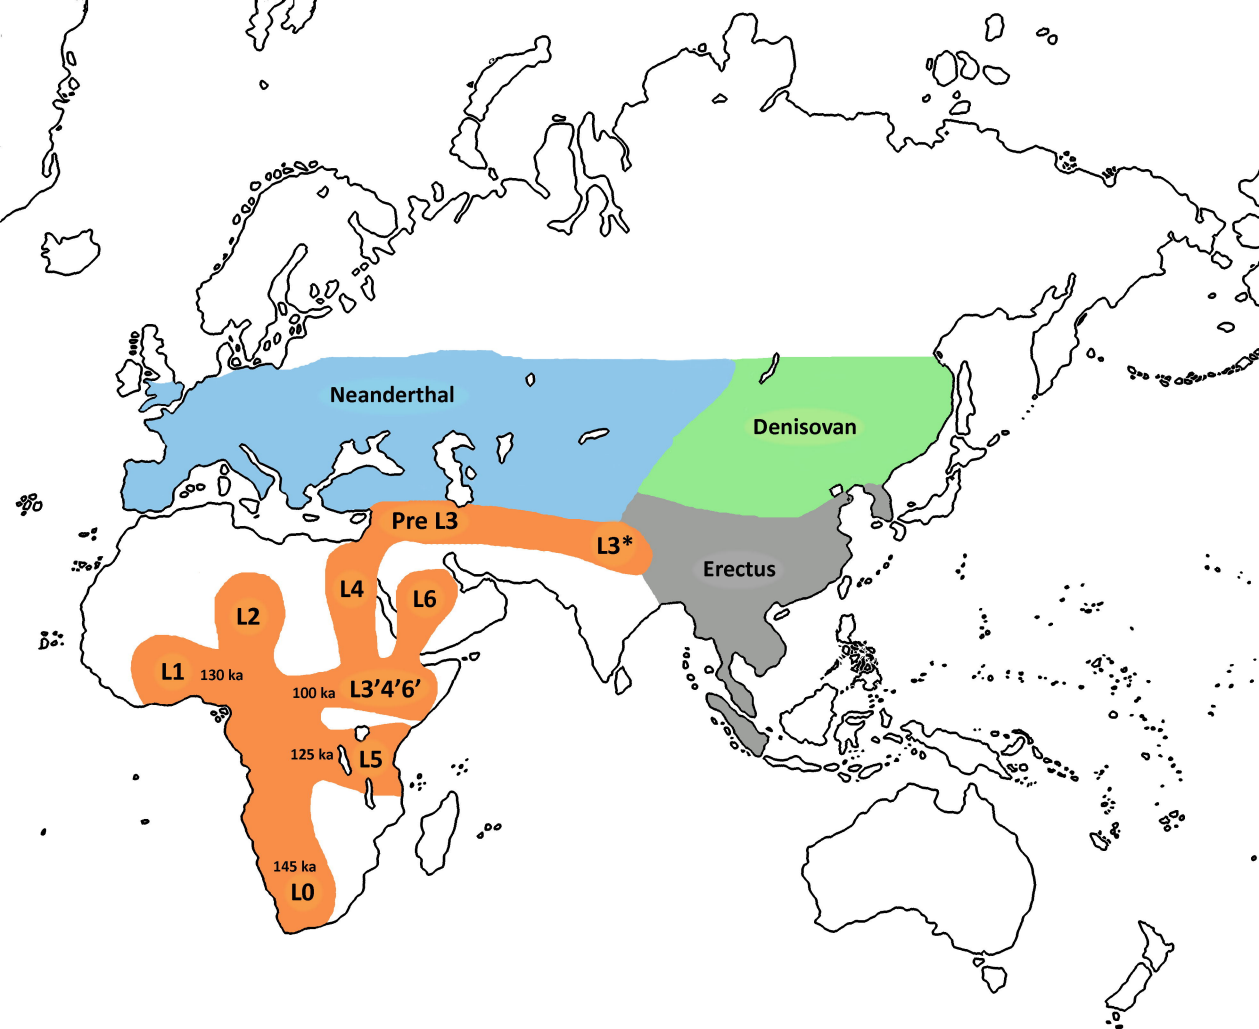 Neanderthal
Denisovan
Pre L3
L3*
Erectus
L4
L6
L2
L1
130 ka
100 ka
L3’4’6’
125 ka
L5
145 ka
L0